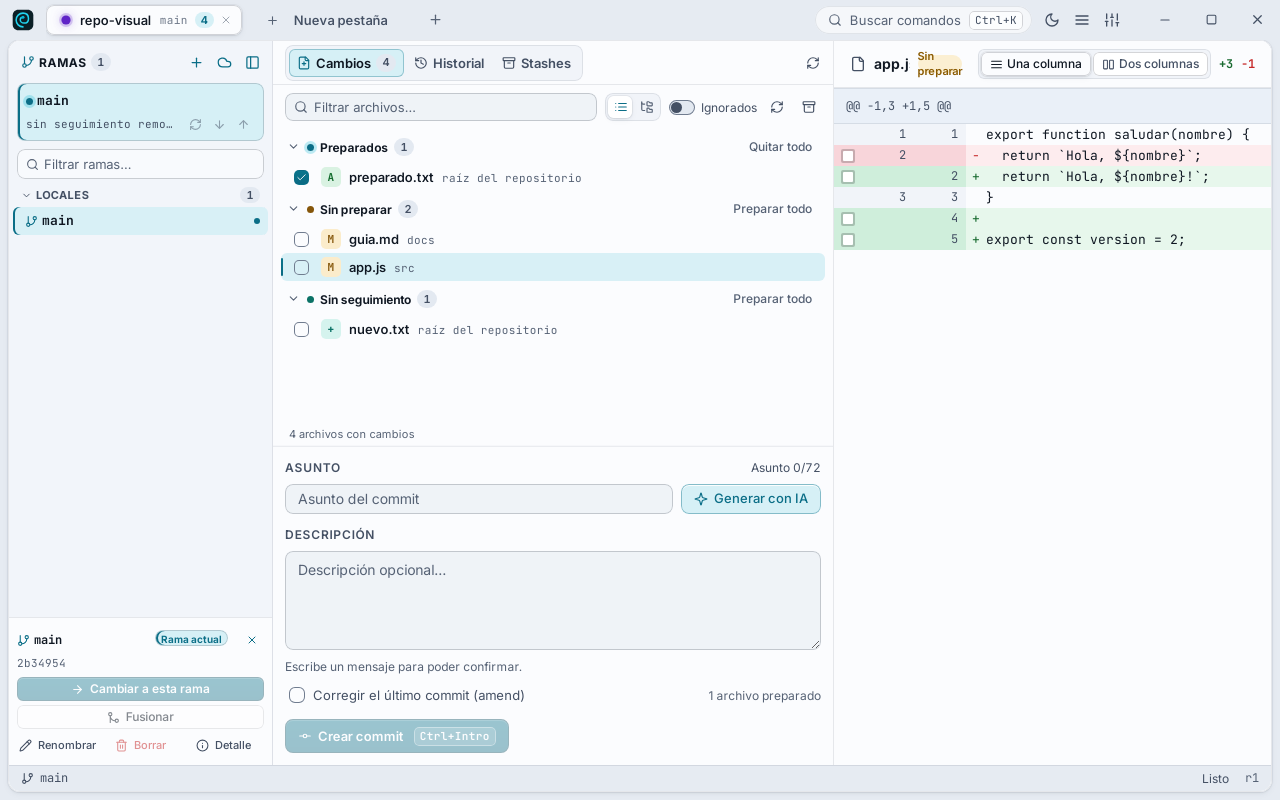 repo-visual main 4
Nueva pestaña
Buscar comandos Ctrl+K
RAMAS 1
main
sin seguimiento remo…
Filtrar ramas...
LOCALES 1
main
main Rama actual
2b34954
Cambiar a esta rama
Fusionar
Renombrar Borrar Detalle
Cambios 4 Historial Stashes
Filtrar archivos... Ignorados
Preparados 1 Quitar todo
A preparado.txt raíz del repositorio
Sin preparar 2 Preparar todo
M guia.md docs
M app.js src
Sin seguimiento 1 Preparar todo
+ nuevo.txt raíz del repositorio
4 archivos con cambios
ASUNTO Asunto 0/72
Asunto del commit Generar con IA
DESCRIPCIÓN
Descripción opcional...
Escribe un mensaje para poder confirmar.
Corregir el último commit (amend) 1 archivo preparado
Crear commit Ctrl+Intro
app.j Sin preparar Una columna Dos columnas +3 -1
@@ -1,3 +1,5 @@
1 1 export function saludar(nombre) {
2 - return `Hola, ${nombre}`;
2 + return `Hola, ${nombre}!`;
3 3 }
4 +
5 + export const version = 2;
main Listo r1